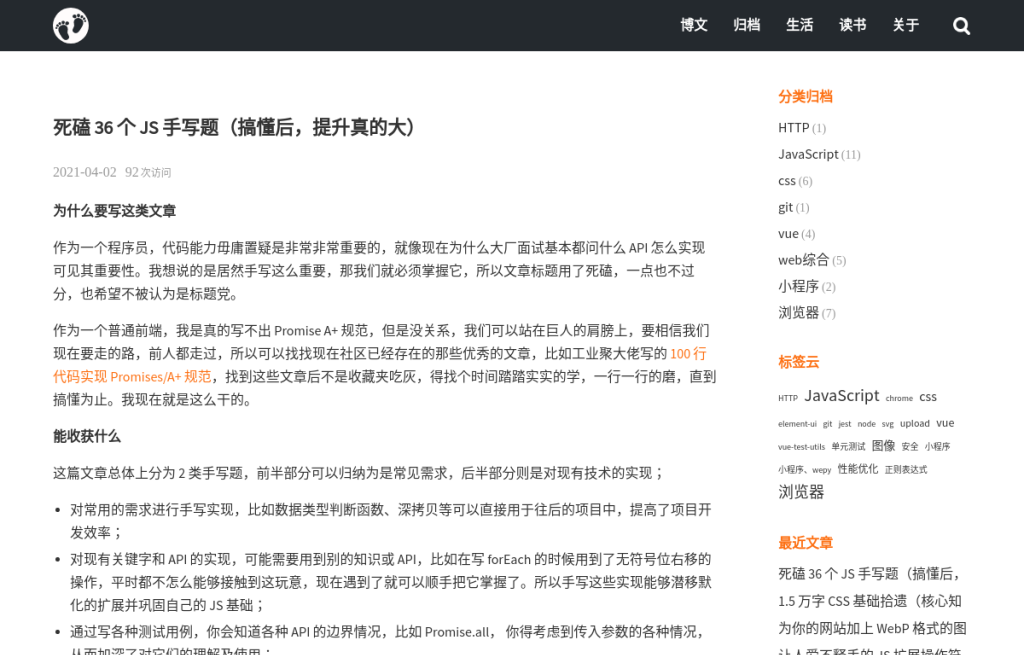 博文 归档 生活 读书 关于
死磕 36 个 JS 手写题（搞懂后，提升真的大）
2021-04-02 92 次访问
为什么要写这类文章
作为一个程序员，代码能力毋庸置疑是非常非常重要的，就像现在为什么大厂面试基本都问什么 API 怎么实现
可见其重要性。我想说的是居然手写这么重要，那我们就必须掌握它，所以文章标题用了死磕，一点也不过
分，也希望不被认为是标题党。
作为一个普通前端，我是真的写不出 Promise A+ 规范，但是没关系，我们可以站在巨人的肩膀上，要相信我们
现在要走的路，前人都走过，所以可以找找现在社区已经存在的那些优秀的文章，比如工业聚大佬写的 100 行
代码实现 Promises/A+ 规范，找到这些文章后不是收藏夹吃灰，得找个时间踏踏实实的学，一行一行的磨，直到
搞懂为止。我现在就是这么干的。
能收获什么
这篇文章总体上分为 2 类手写题，前半部分可以归纳为是常见需求，后半部分则是对现有技术的实现；
• 对常用的需求进行手写实现，比如数据类型判断函数、深拷贝等可以直接用于往后的项目中，提高了项目开
发效率；
• 对现有关键字和 API 的实现，可能需要用到别的知识或 API，比如在写 forEach 的时候用到了无符号位右移的
操作，平时都不怎么能够接触到这玩意，现在遇到了就可以顺手把它掌握了。所以手写这些实现能够潜移默
化的扩展并巩固自己的 JS 基础；
• 通过写各种测试用例，你会知道各种 API 的边界情况，比如 Promise.all， 你得考虑到传入参数的各种情况，
从而加深了对它们的理解及使用；
分类归档
HTTP (1)
JavaScript (11)
css (6)
git (1)
vue (4)
web综合 (5)
小程序 (2)
浏览器 (7)
标签云
HTTP JavaScript chrome css
element-ui git jest node svg upload vue
vue-test-utils 单元测试 图像 安全 小程序
小程序、wepy 性能优化 正则表达式
浏览器
最近文章
死磕 36 个 JS 手写题（搞懂后，
1.5 万字 CSS 基础拾遗（核心知
为你的网站加上 WebP 格式的图
让人爱不释手的 JS 扩展操作符